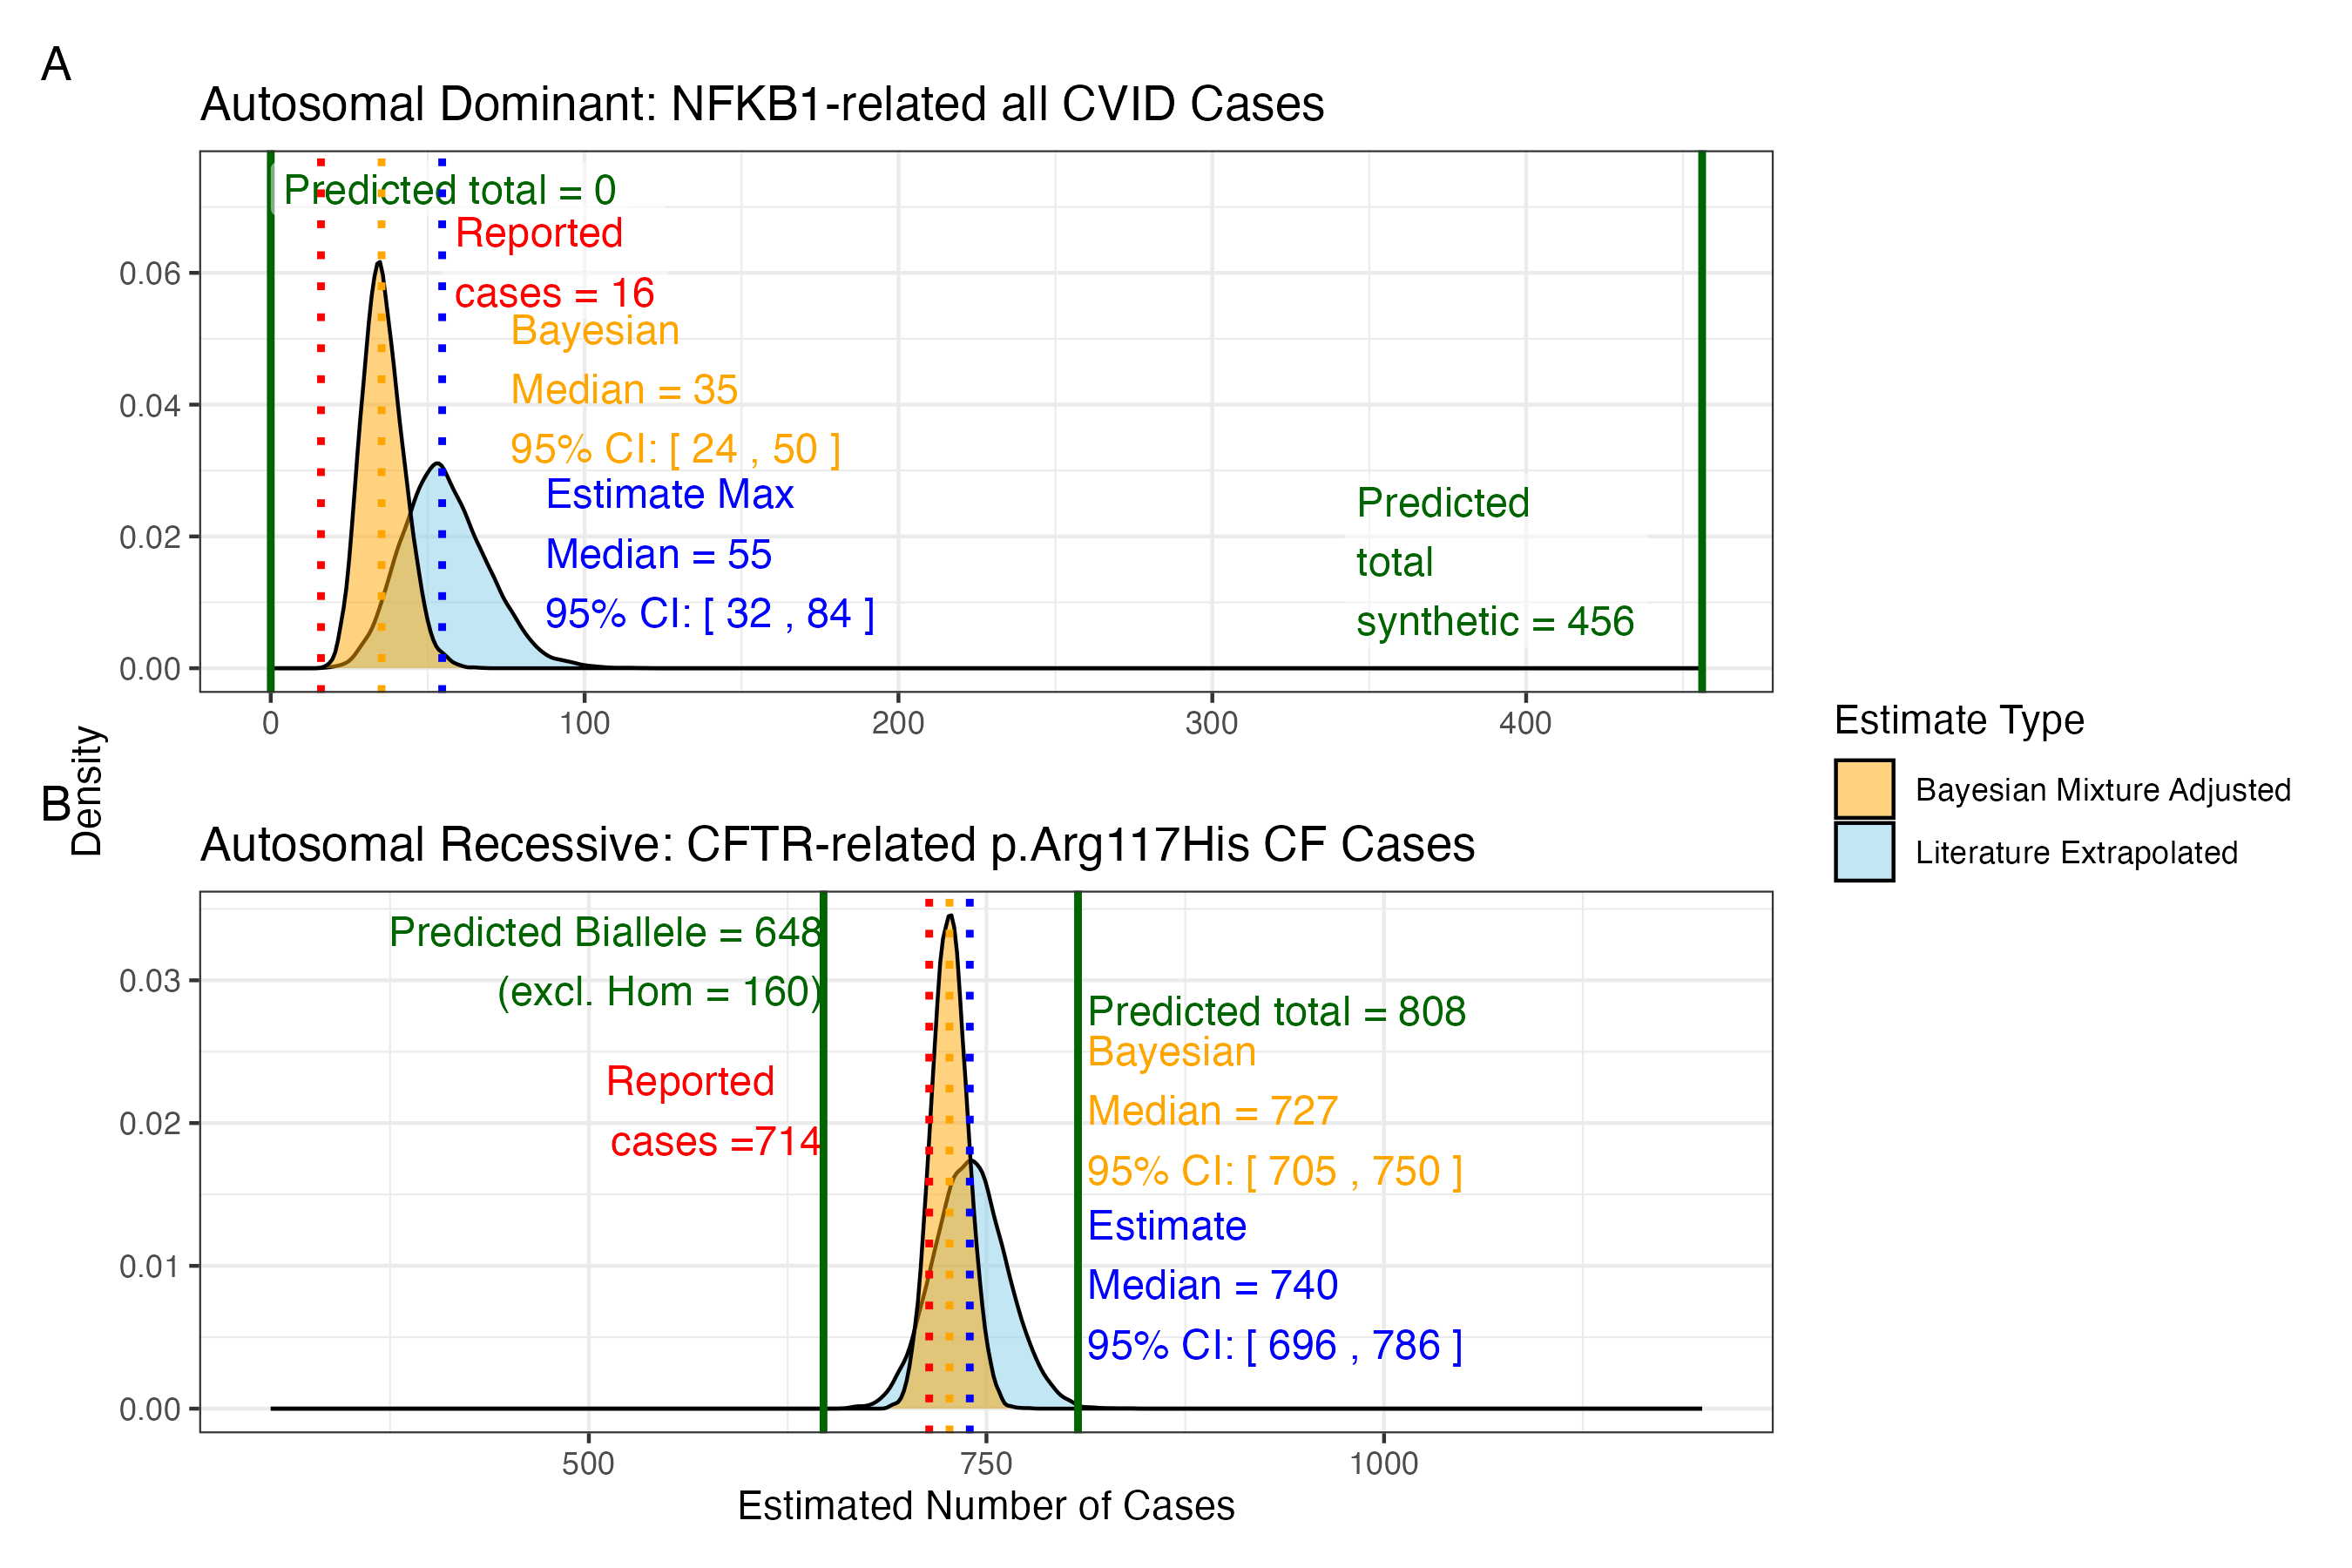 A
Autosomal Dominant: NFKB1-related all CVID Cases
Predicted total = 0
Reported
cases = 16
Bayesian
Median = 35
95% CI: [ 24 , 50 ]
Estimate Max
Median = 55
95% CI: [ 32 , 84 ]
Predicted
total
synthetic = 456
0.06
0.04
0.02
0.00
0
100
200
300
400
Density
Estimate Type
Bayesian Mixture Adjusted
Literature Extrapolated
B
Autosomal Recessive: CFTR-related p.Arg117His CF Cases
Predicted Biallele = 648
(excl. Hom = 160)
Reported
cases =714
Predicted total = 808
Bayesian
Median = 727
95% CI: [ 705 , 750 ]
Estimate
Median = 740
95% CI: [ 696 , 786 ]
0.03
0.02
0.01
0.00
500
750
1000
Estimated Number of Cases